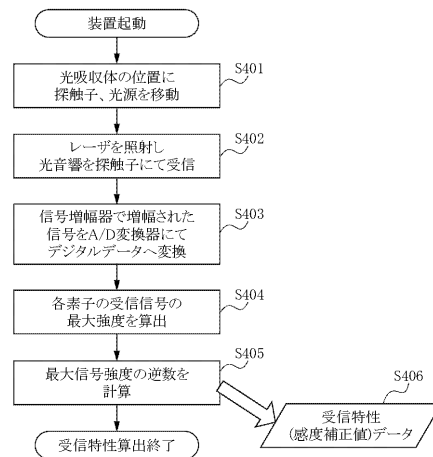 装置起動
S401
光吸収体の位置に
探触子、光源を移動
S402
レーザを照射し
光音響を探触子にて受信
S403
信号増幅器で増幅された
信号をA/D変換器にて
デジタルデータへ変換
S404
各素子の受信信号の
最大強度を算出
S405
最大信号強度の逆数を
計算
S406
受信特性
(感度補正値)データ
受信特性算出終了